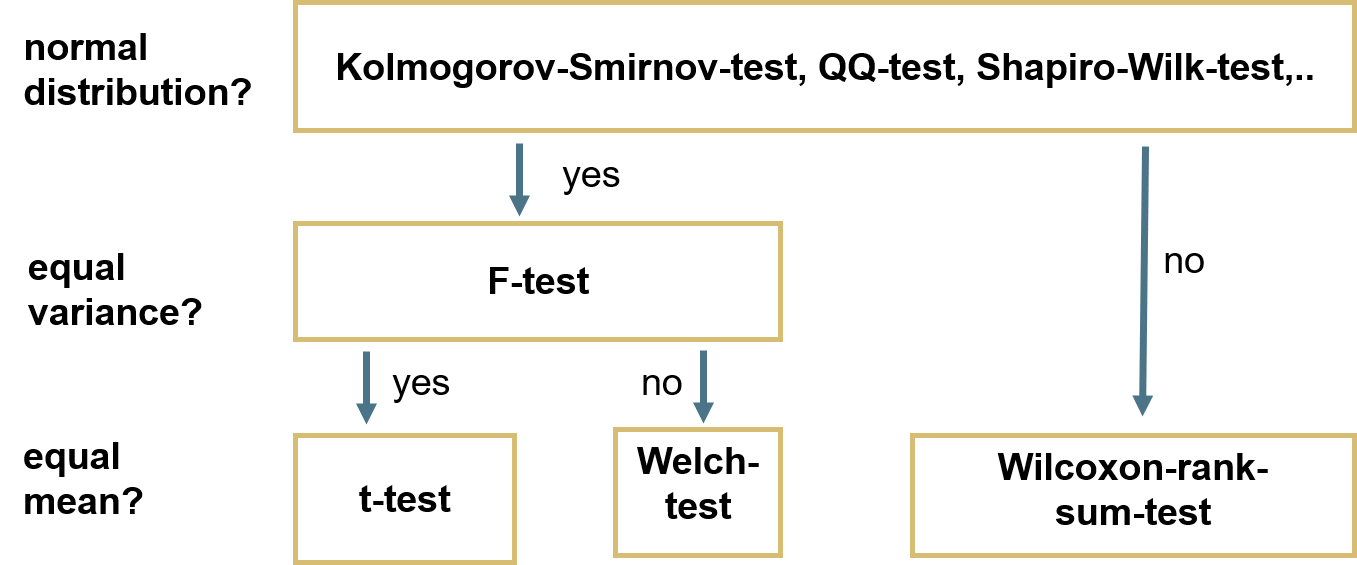 normal
distribution?
Kolmogorov-Smirnov-test, QQ-test, Shapiro-Wilk-test,..
yes
no
equal
variance?
F-test
yes
no
equal
mean?
t-test
Welch-
test
Wilcoxon-rank-
sum-test